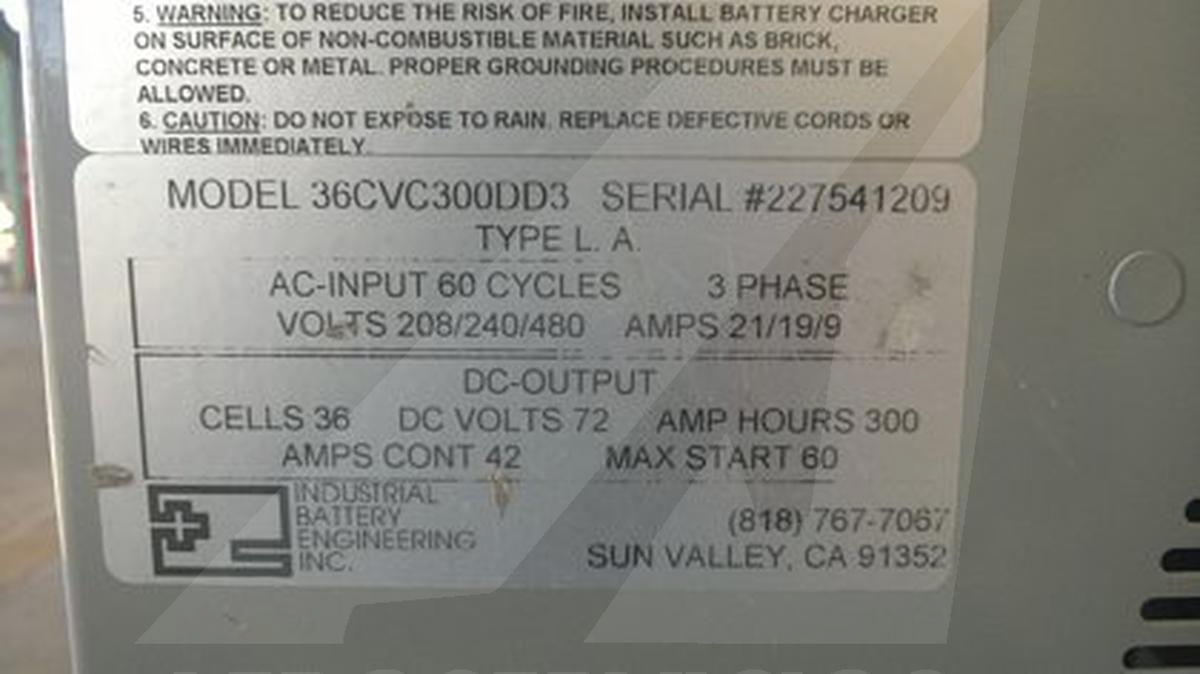 5. WARNING: TO REDUCE THE RISK OF FIRE, INSTALL BATTERY CHARGER
ON SURFACE OF NON-COMBUSTIBLE MATERIAL SUCH AS BRICK,
CONCRETE OR METAL. PROPER GROUNDING PROCEDURES MUST BE
ALLOWED.
6. CAUTION: DO NOT EXPOSE TO RAIN. REPLACE DEFECTIVE CORDS OR
WIRES IMMEDIATELY.
MODEL 36CVC300DD3 SERIAL #227541209
TYPE L. A.
AC-INPUT 60 CYCLES 3 PHASE
VOLTS 208/240/480 AMPS 21/19/9
DC-OUTPUT
CELLS 36 DC VOLTS 72 AMP HOURS 300
AMPS CONT 42 MAX START 60
INDUSTRIAL
BATTERY
ENGINEERING
INC.
(818) 767-7067
SUN VALLEY, CA 91352